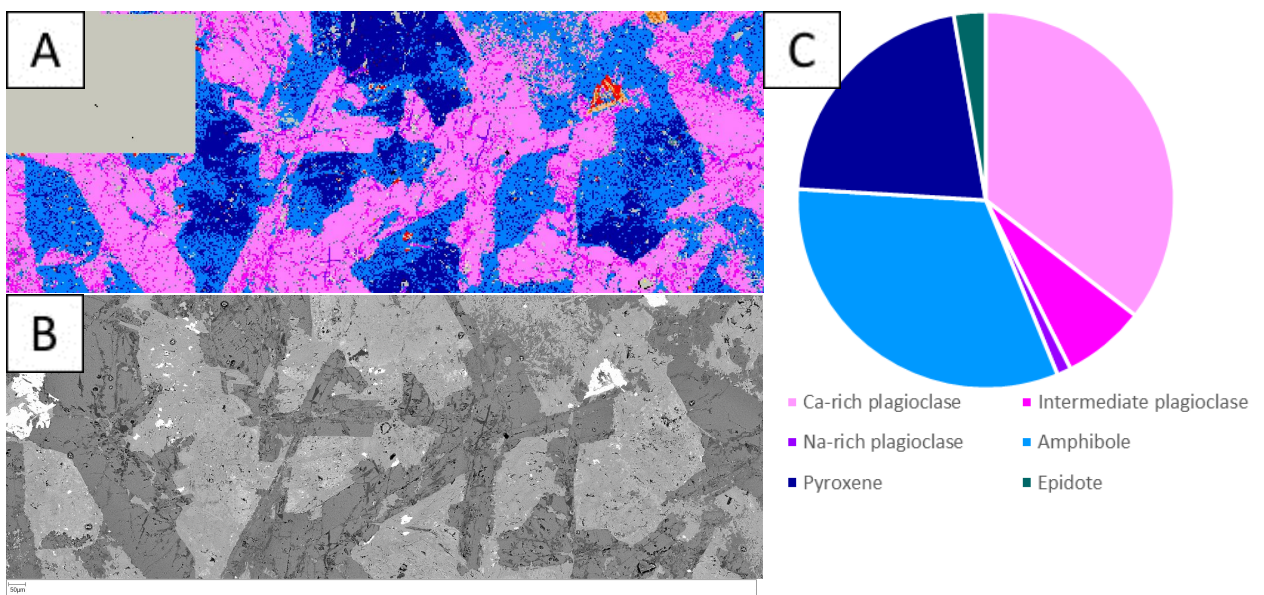 A
B
C
Ca-rich plagioclase
Intermediate plagioclase
Na-rich plagioclase
Amphibole
Pyroxene
Epidote
50µm